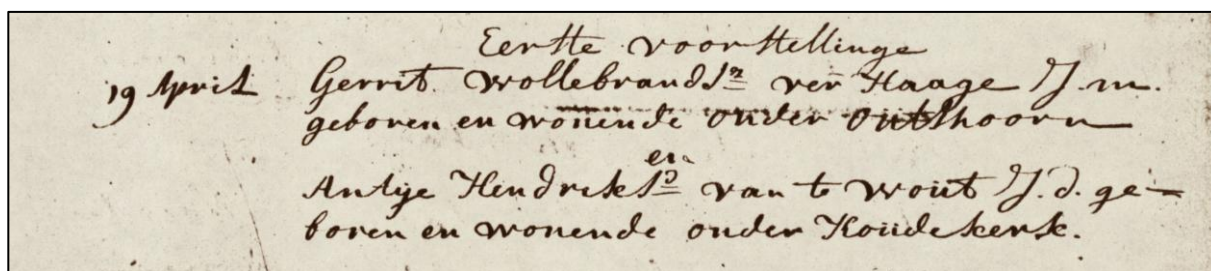 Eerste voorstellinge
19 April Gerrit Wollebrandsz ver Haage J.m.
geboren en wonende onder Outshoorn
en
Antje Hendriksd van t Wout J.d. ge-
boren en wonende onder Koudekerk.